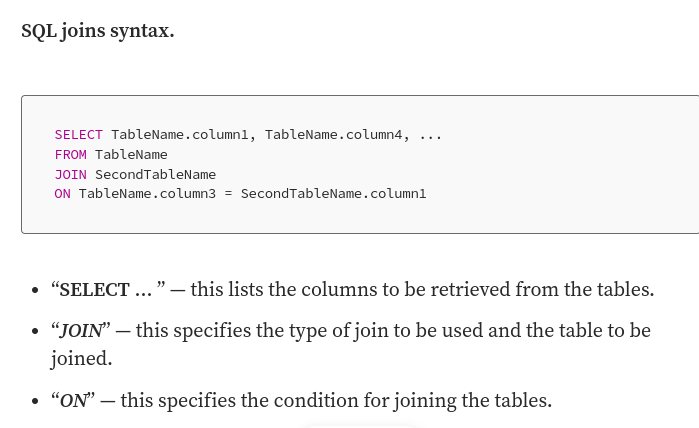 SQL joins syntax.
SELECT TableName.column1, TableName.column4, ...
FROM TableName
JOIN SecondTableName
ON TableName.column3 = SecondTableName.column1
• “SELECT … ” — this lists the columns to be retrieved from the tables.
• “JOIN” — this specifies the type of join to be used and the table to be
joined.
• “ON” — this specifies the condition for joining the tables.